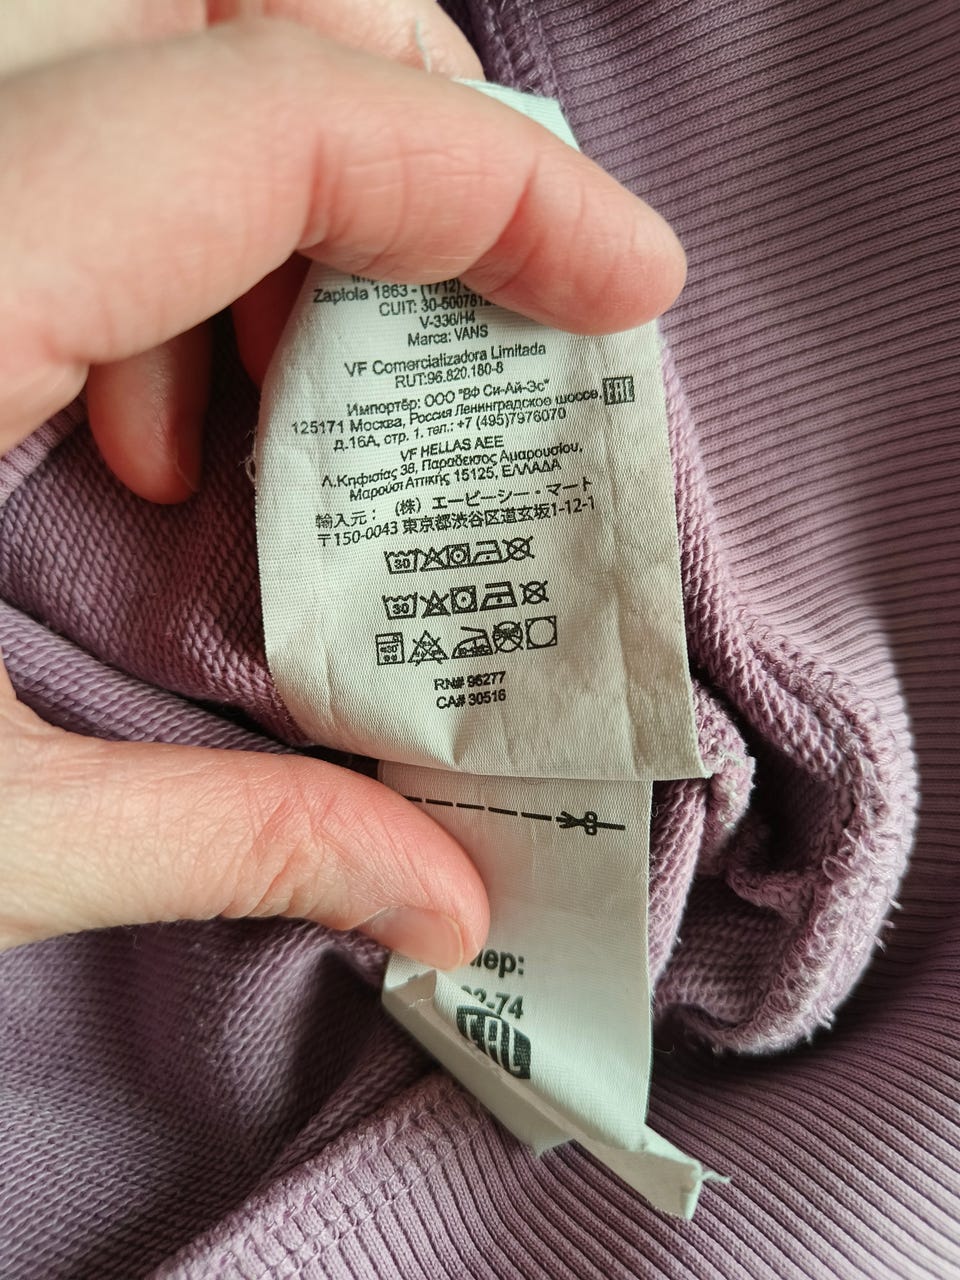 Zapiola 1863 - (1712)
CUIT:
V-336/H4
Marca: VANS
VF Comercializadora Limitada
RUT:96.820.180-8
Импортёр: ООО "ВФ Си-Ай-Эс" EAC
125171 Москва, Россия Ленинградское шоссе,
д.16А, стр. 1. тел.: +7 (495)7976070
VF HELLAS AEE
Λ.Κηφισίας 38, Παράδεισος Αμαρουσίου,
Μαρούσι Αττικής 15125, ΕΛΛΑΔΑ
輸入元： （株）エービーシー・マート
〒150-0043 東京都渋谷区道玄坂1-12-1
30
30
RN# 96277
CA# 30516
EAC